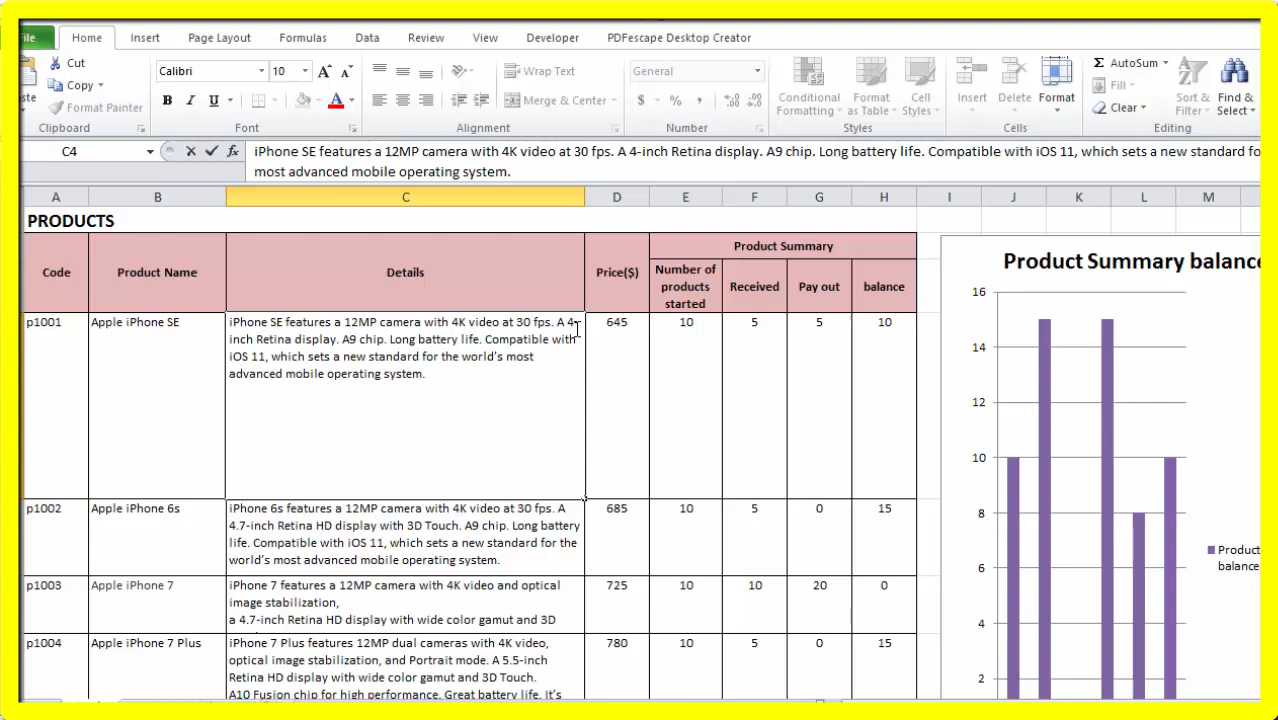 File Home Insert Page Layout Formulas Data Review View Developer PDFescape Desktop Creator
Cut
Copy
Format Painter
Clipboard
Calibri 10
B I U A
Font
Wrap Text
Merge & Center
Alignment
General
$ % ,
Number
Conditional Formatting
Format as Table
Cell Styles
Styles
Insert Delete Format
Cells
Σ AutoSum
Fill
Clear
Sort & Filter
Find & Select
Editing
C4 fx iPhone SE features a 12MP camera with 4K video at 30 fps. A 4-inch Retina display. A9 chip. Long battery life. Compatible with iOS 11, which sets a new standard fo
most advanced mobile operating system.
A B C D E F G H I J K L M
PRODUCTS
Code Product Name Details Price($) Product Summary
Number of products started Received Pay out balance
p1001 Apple iPhone SE iPhone SE features a 12MP camera with 4K video at 30 fps. A 4- 645 10 5 5 10
inch Retina display. A9 chip. Long battery life. Compatible with
iOS 11, which sets a new standard for the world's most
advanced mobile operating system.
p1002 Apple iPhone 6s iPhone 6s features a 12MP camera with 4K video at 30 fps. A 685 10 5 0 15
4.7-inch Retina HD display with 3D Touch. A9 chip. Long battery
life. Compatible with iOS 11, which sets a new standard for the
world's most advanced mobile operating system.
p1003 Apple iPhone 7 iPhone 7 features a 12MP camera with 4K video and optical 725 10 10 20 0
image stabilization,
a 4.7-inch Retina HD display with wide color gamut and 3D
p1004 Apple iPhone 7 Plus iPhone 7 Plus features 12MP dual cameras with 4K video, 780 10 5 0 15
optical image stabilization, and Portrait mode. A 5.5-inch
Retina HD display with wide color gamut and 3D Touch.
A10 Fusion chip for high performance. Great battery life. It's
Product Summary balance
16
14
12
10
8
6
4
2
Product
balance